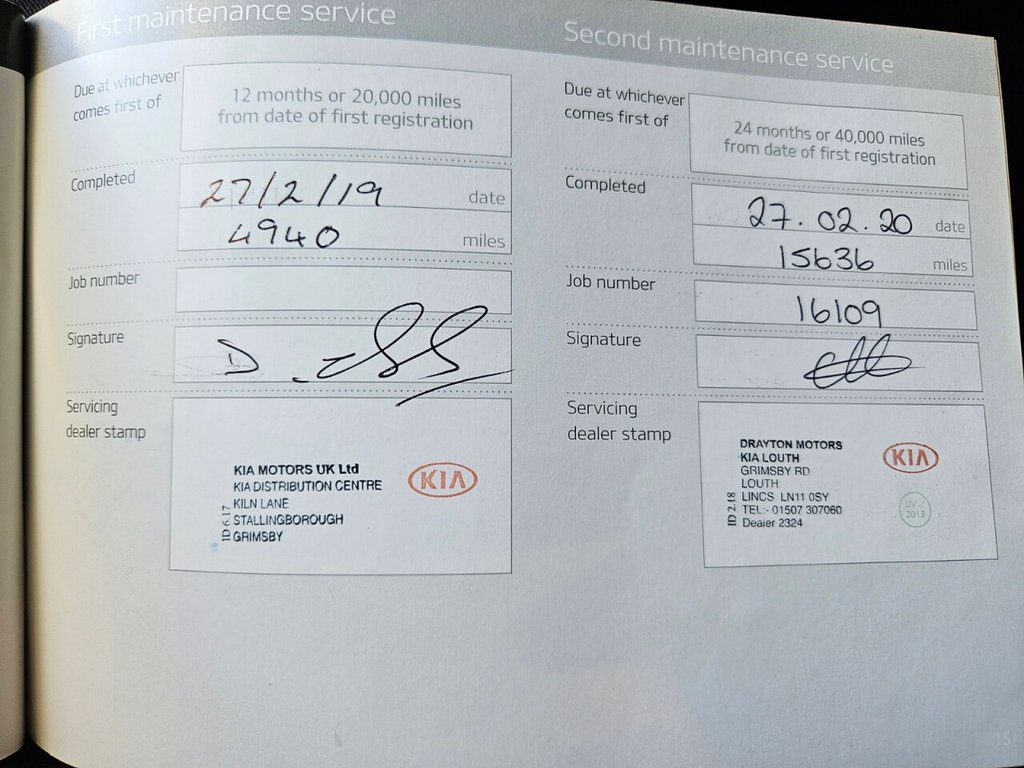 First maintenance service
Due at whichever
comes first of
12 months or 20,000 miles
from date of first registration
Completed
27/2/19 date
4940 miles
Job number
Signature
D
Servicing
dealer stamp
KIA MOTORS UK Ltd
KIA DISTRIBUTION CENTRE
KILN LANE
STALLINGBOROUGH
GRIMSBY
KIA
Second maintenance service
Due at whichever
comes first of
24 months or 40,000 miles
from date of first registration
Completed
27.02.20 date
15636 miles
Job number
16109
Signature
Servicing
dealer stamp
DRAYTON MOTORS
KIA LOUTH
GRIMSBY RD
LOUTH
LINCS LN11 0SY
TEL:- 01507 307060
Dealer 2324
ID 2.18
KIA
UV
2018
15